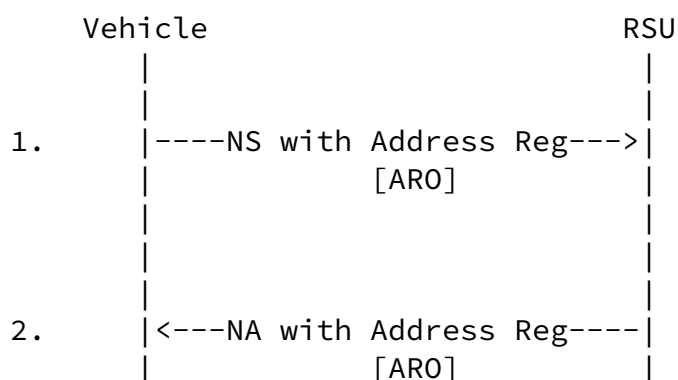 Vehicle RSU
1. ----NS with Address Reg--->
[ARO]
2. <---NA with Address Reg----
[ARO]